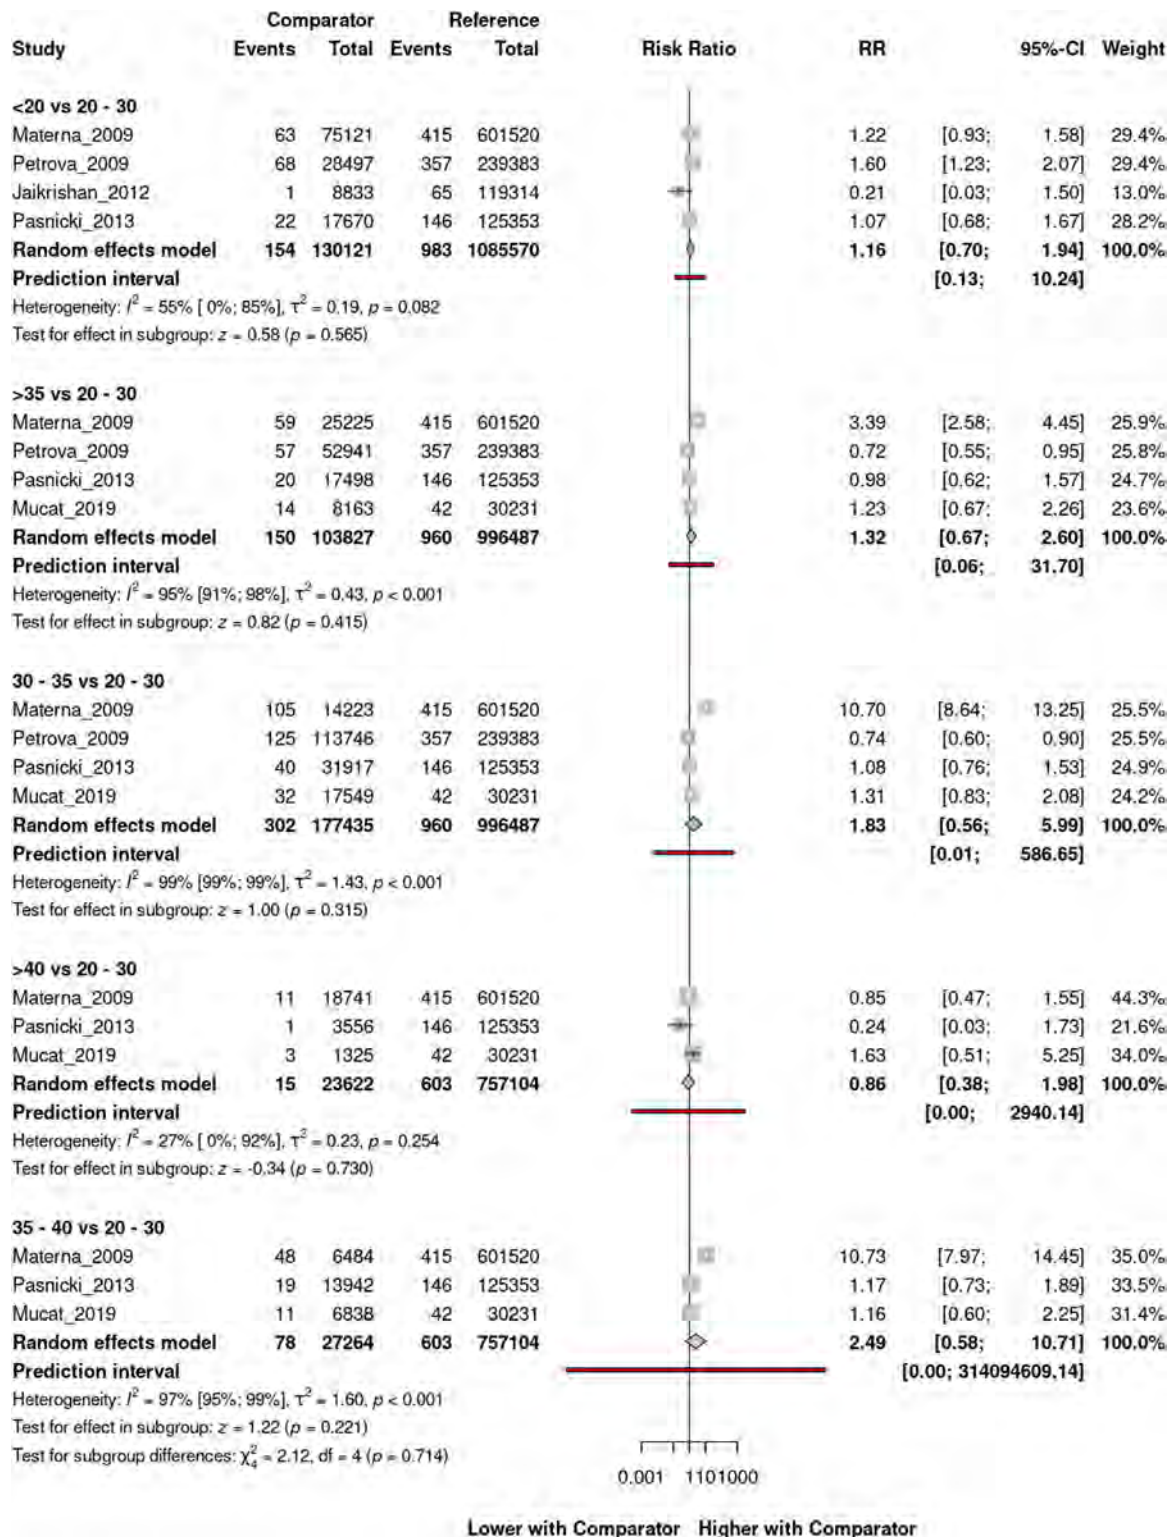 Comparator Reference
Study Events Total Events Total Risk Ratio RR 95%-CI Weight
<20 vs 20 - 30
Materna_2009 63 75121 415 601520 1.22 [0.93; 1.58] 29.4%
Petrova_2009 68 28497 357 239383 1.60 [1.23; 2.07] 29.4%
Jaikrishan_2012 1 8833 65 119314 0.21 [0.03; 1.50] 13.0%
Pasnicki_2013 22 17670 146 125353 1.07 [0.68; 1.67] 28.2%
Random effects model 154 130121 983 1085570 1.16 [0.70; 1.94] 100.0%
Prediction interval [0.13; 10.24]
Heterogeneity: I² = 55% [ 0%; 85%], τ² = 0.19, p = 0.082
Test for effect in subgroup: z = 0.58 (p = 0.565)
>35 vs 20 - 30
Materna_2009 59 25225 415 601520 3.39 [2.58; 4.45] 25.9%
Petrova_2009 57 52941 357 239383 0.72 [0.55; 0.95] 25.8%
Pasnicki_2013 20 17498 146 125353 0.98 [0.62; 1.57] 24.7%
Mucat_2019 14 8163 42 30231 1.23 [0.67; 2.26] 23.6%
Random effects model 150 103827 960 996487 1.32 [0.67; 2.60] 100.0%
Prediction interval [0.06; 31.70]
Heterogeneity: I² = 95% [91%; 98%], τ² = 0.43, p < 0.001
Test for effect in subgroup: z = 0.82 (p = 0.415)
30 - 35 vs 20 - 30
Materna_2009 105 14223 415 601520 10.70 [8.64; 13.25] 25.5%
Petrova_2009 125 113746 357 239383 0.74 [0.60; 0.90] 25.5%
Pasnicki_2013 40 31917 146 125353 1.08 [0.76; 1.53] 24.9%
Mucat_2019 32 17549 42 30231 1.31 [0.83; 2.08] 24.2%
Random effects model 302 177435 960 996487 1.83 [0.56; 5.99] 100.0%
Prediction interval [0.01; 586.65]
Heterogeneity: I² = 99% [99%; 99%], τ² = 1.43, p < 0.001
Test for effect in subgroup: z = 1.00 (p = 0.315)
>40 vs 20 - 30
Materna_2009 11 18741 415 601520 0.85 [0.47; 1.55] 44.3%
Pasnicki_2013 1 3556 146 125353 0.24 [0.03; 1.73] 21.6%
Mucat_2019 3 1325 42 30231 1.63 [0.51; 5.25] 34.0%
Random effects model 15 23622 603 757104 0.86 [0.38; 1.98] 100.0%
Prediction interval [0.00; 2940.14]
Heterogeneity: I² = 27% [ 0%; 92%], τ² = 0.23, p = 0.254
Test for effect in subgroup: z = -0.34 (p = 0.730)
35 - 40 vs 20 - 30
Materna_2009 48 6484 415 601520 10.73 [7.97; 14.45] 35.0%
Pasnicki_2013 19 13942 146 125353 1.17 [0.73; 1.89] 33.5%
Mucat_2019 11 6838 42 30231 1.16 [0.60; 2.25] 31.4%
Random effects model 78 27264 603 757104 2.49 [0.58; 10.71] 100.0%
Prediction interval [0.00; 314094609.14]
Heterogeneity: I² = 97% [95%; 99%], τ² = 1.60, p < 0.001
Test for effect in subgroup: z = 1.22 (p = 0.221)
Test for subgroup differences: χ²₄ = 2.12, df = 4 (p = 0.714)
0.001 1101000
Lower with Comparator Higher with Comparator